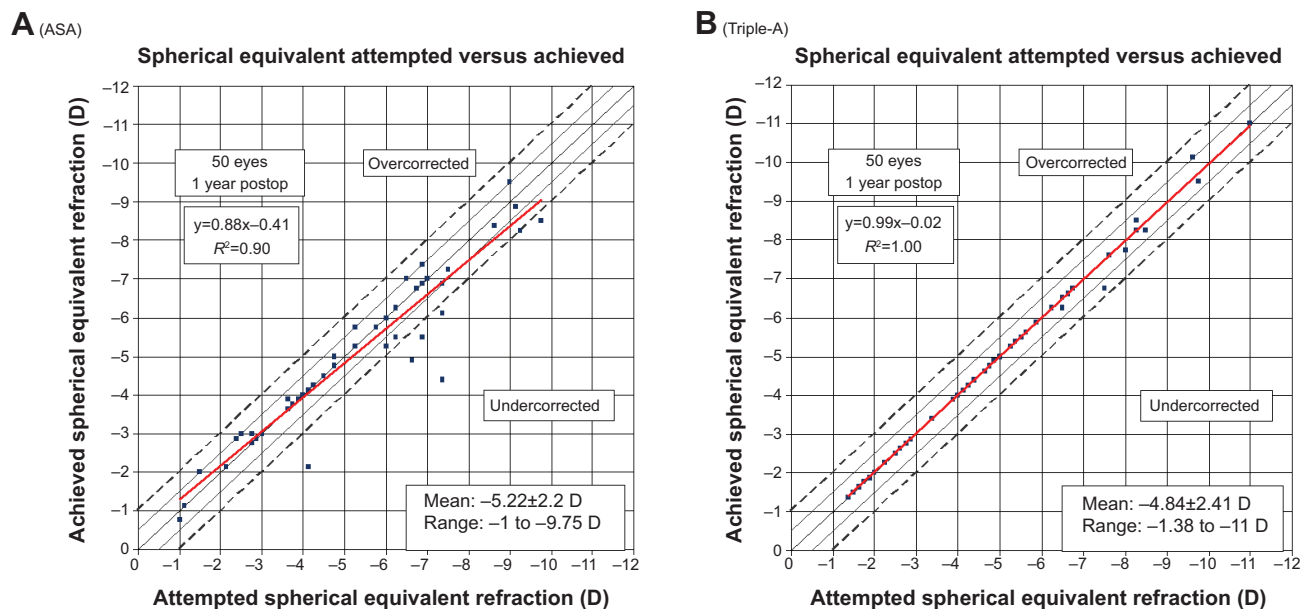 A (ASA)
Spherical equivalent attempted versus achieved
Achieved spherical equivalent refraction (D)
–12
–11
–10
–9
–8
–7
–6
–5
–4
–3
–2
–1
0
50 eyes
1 year postop
y=0.88x–0.41
R²=0.90
Overcorrected
Undercorrected
Mean: –5.22±2.2 D
Range: –1 to –9.75 D
0 –1 –2 –3 –4 –5 –6 –7 –8 –9 –10 –11 –12
Attempted spherical equivalent refraction (D)
B (Triple-A)
Spherical equivalent attempted versus achieved
Achieved spherical equivalent refraction (D)
–12
–11
–10
–9
–8
–7
–6
–5
–4
–3
–2
–1
0
50 eyes
1 year postop
y=0.99x–0.02
R²=1.00
Overcorrected
Undercorrected
Mean: –4.84±2.41 D
Range: –1.38 to –11 D
0 –1 –2 –3 –4 –5 –6 –7 –8 –9 –10 –11 –12
Attempted spherical equivalent refraction (D)